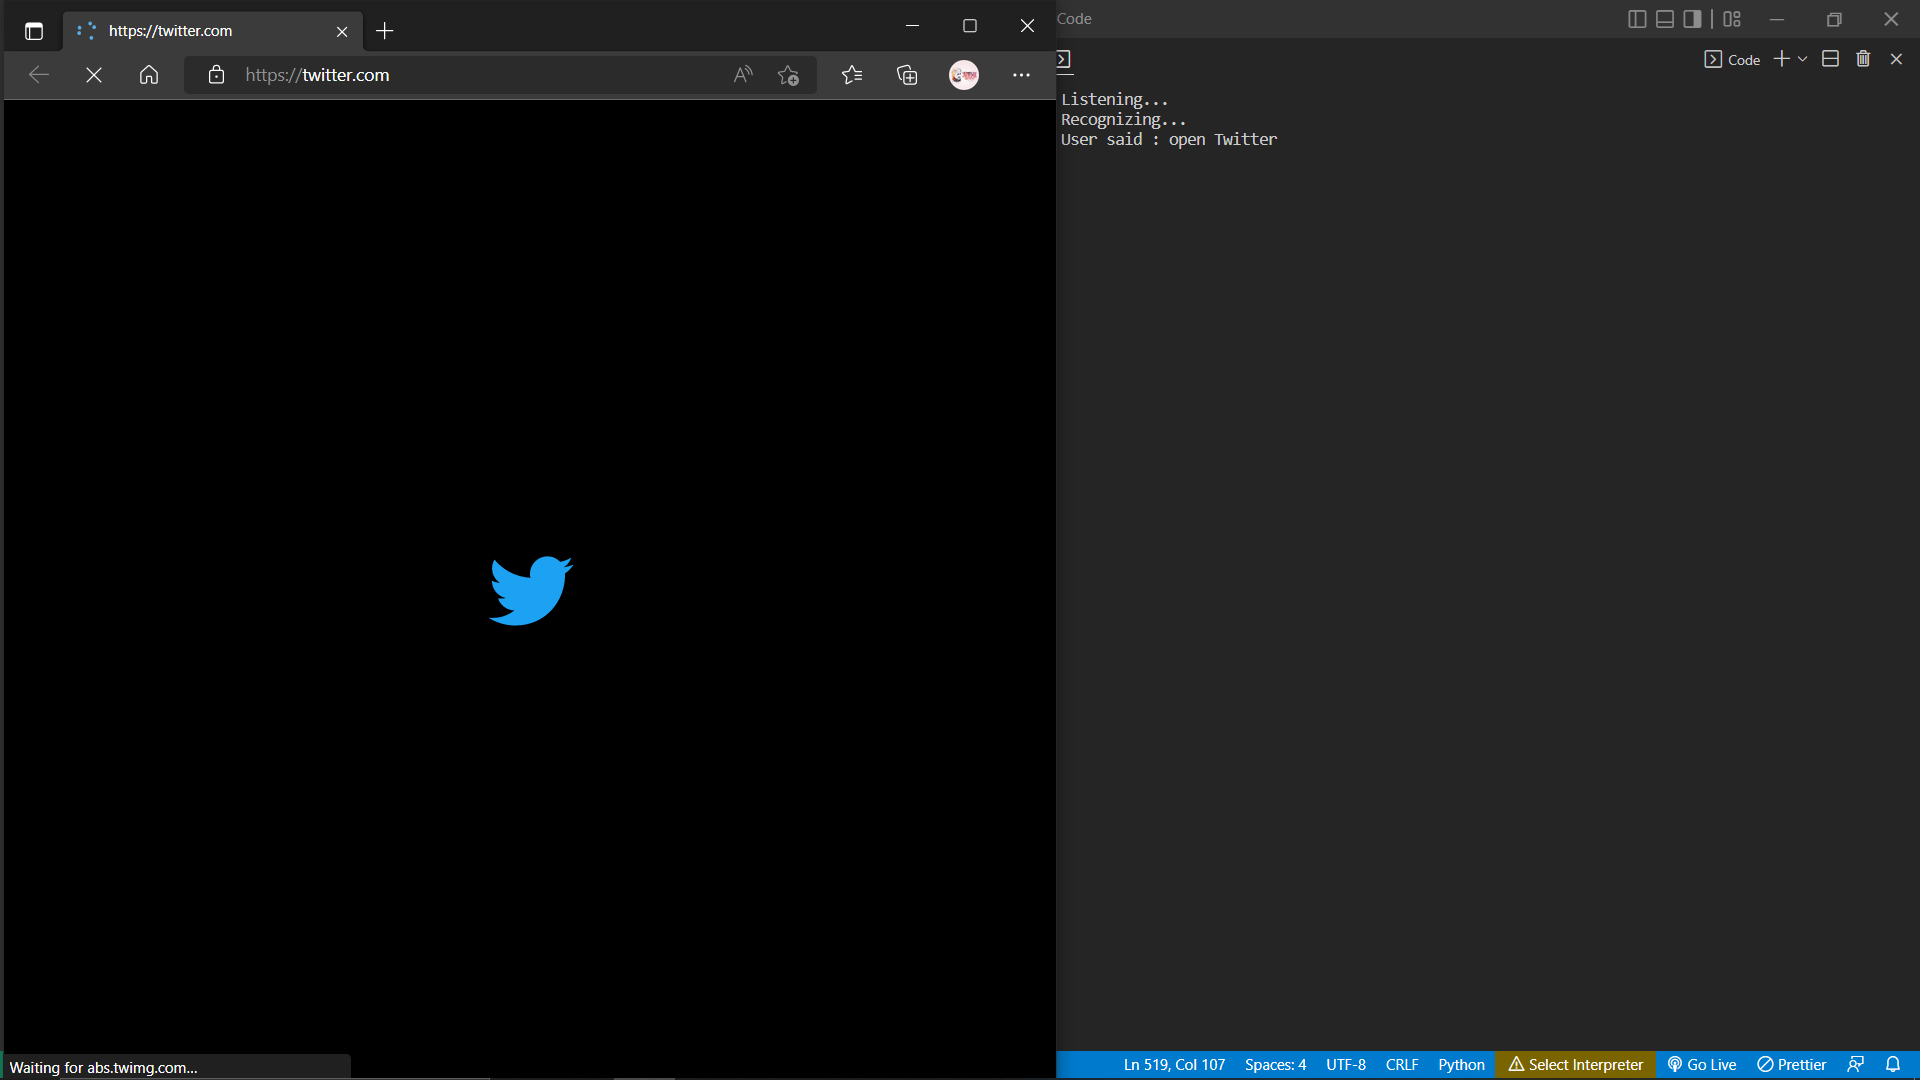 https://twitter.com
https://twitter.com
Waiting for abs.twimg.com...
Code
Code
Listening...
Recognizing...
User said : open Twitter
Ln 519, Col 107 Spaces: 4 UTF-8 CRLF Python Select Interpreter Go Live Prettier